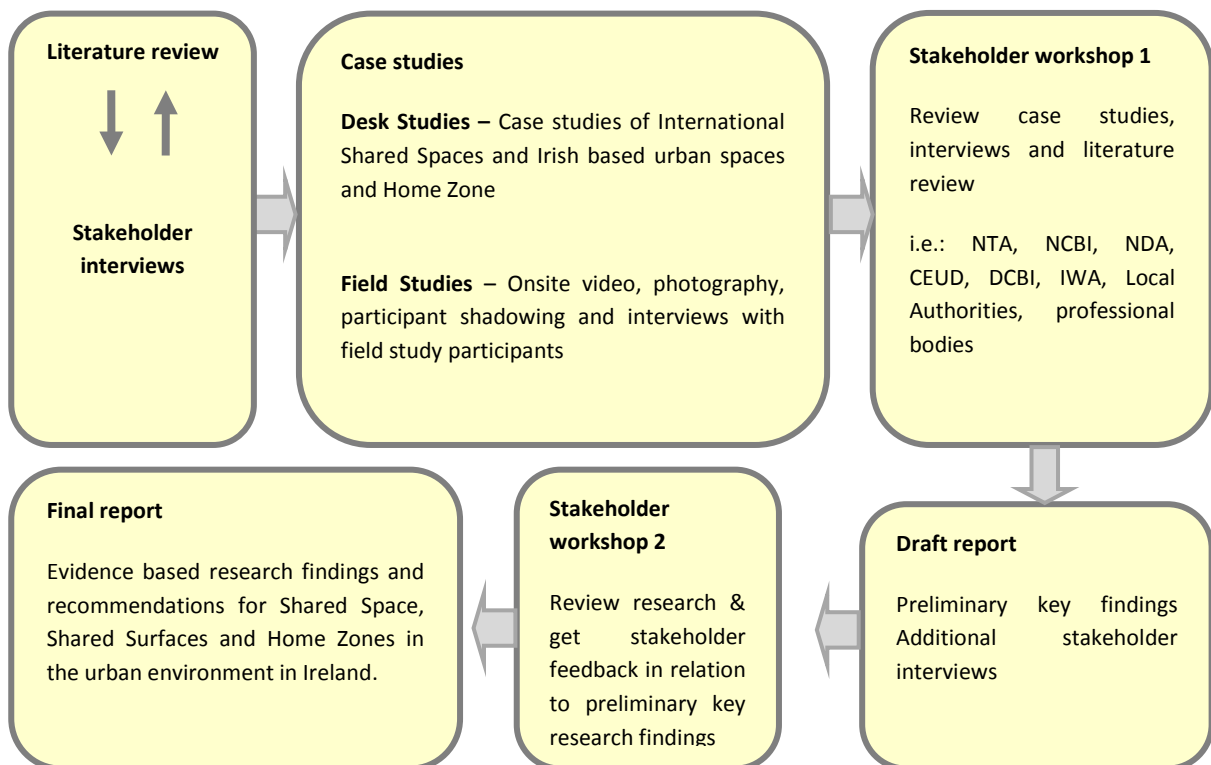 Literature review
Stakeholder
interviews
Case studies
Desk Studies – Case studies of International
Shared Spaces and Irish based urban spaces
and Home Zone
Field Studies – Onsite video, photography,
participant shadowing and interviews with
field study participants
Stakeholder workshop 1
Review case studies,
interviews and literature
review
i.e.: NTA, NCBI, NDA,
CEUD, DCBI, IWA, Local
Authorities, professional
bodies
Draft report
Preliminary key findings
Additional stakeholder
interviews
Stakeholder
workshop 2
Review research &
get stakeholder
feedback in relation
to preliminary key
research findings
Final report
Evidence based research findings and
recommendations for Shared Space,
Shared Surfaces and Home Zones in
the urban environment in Ireland.